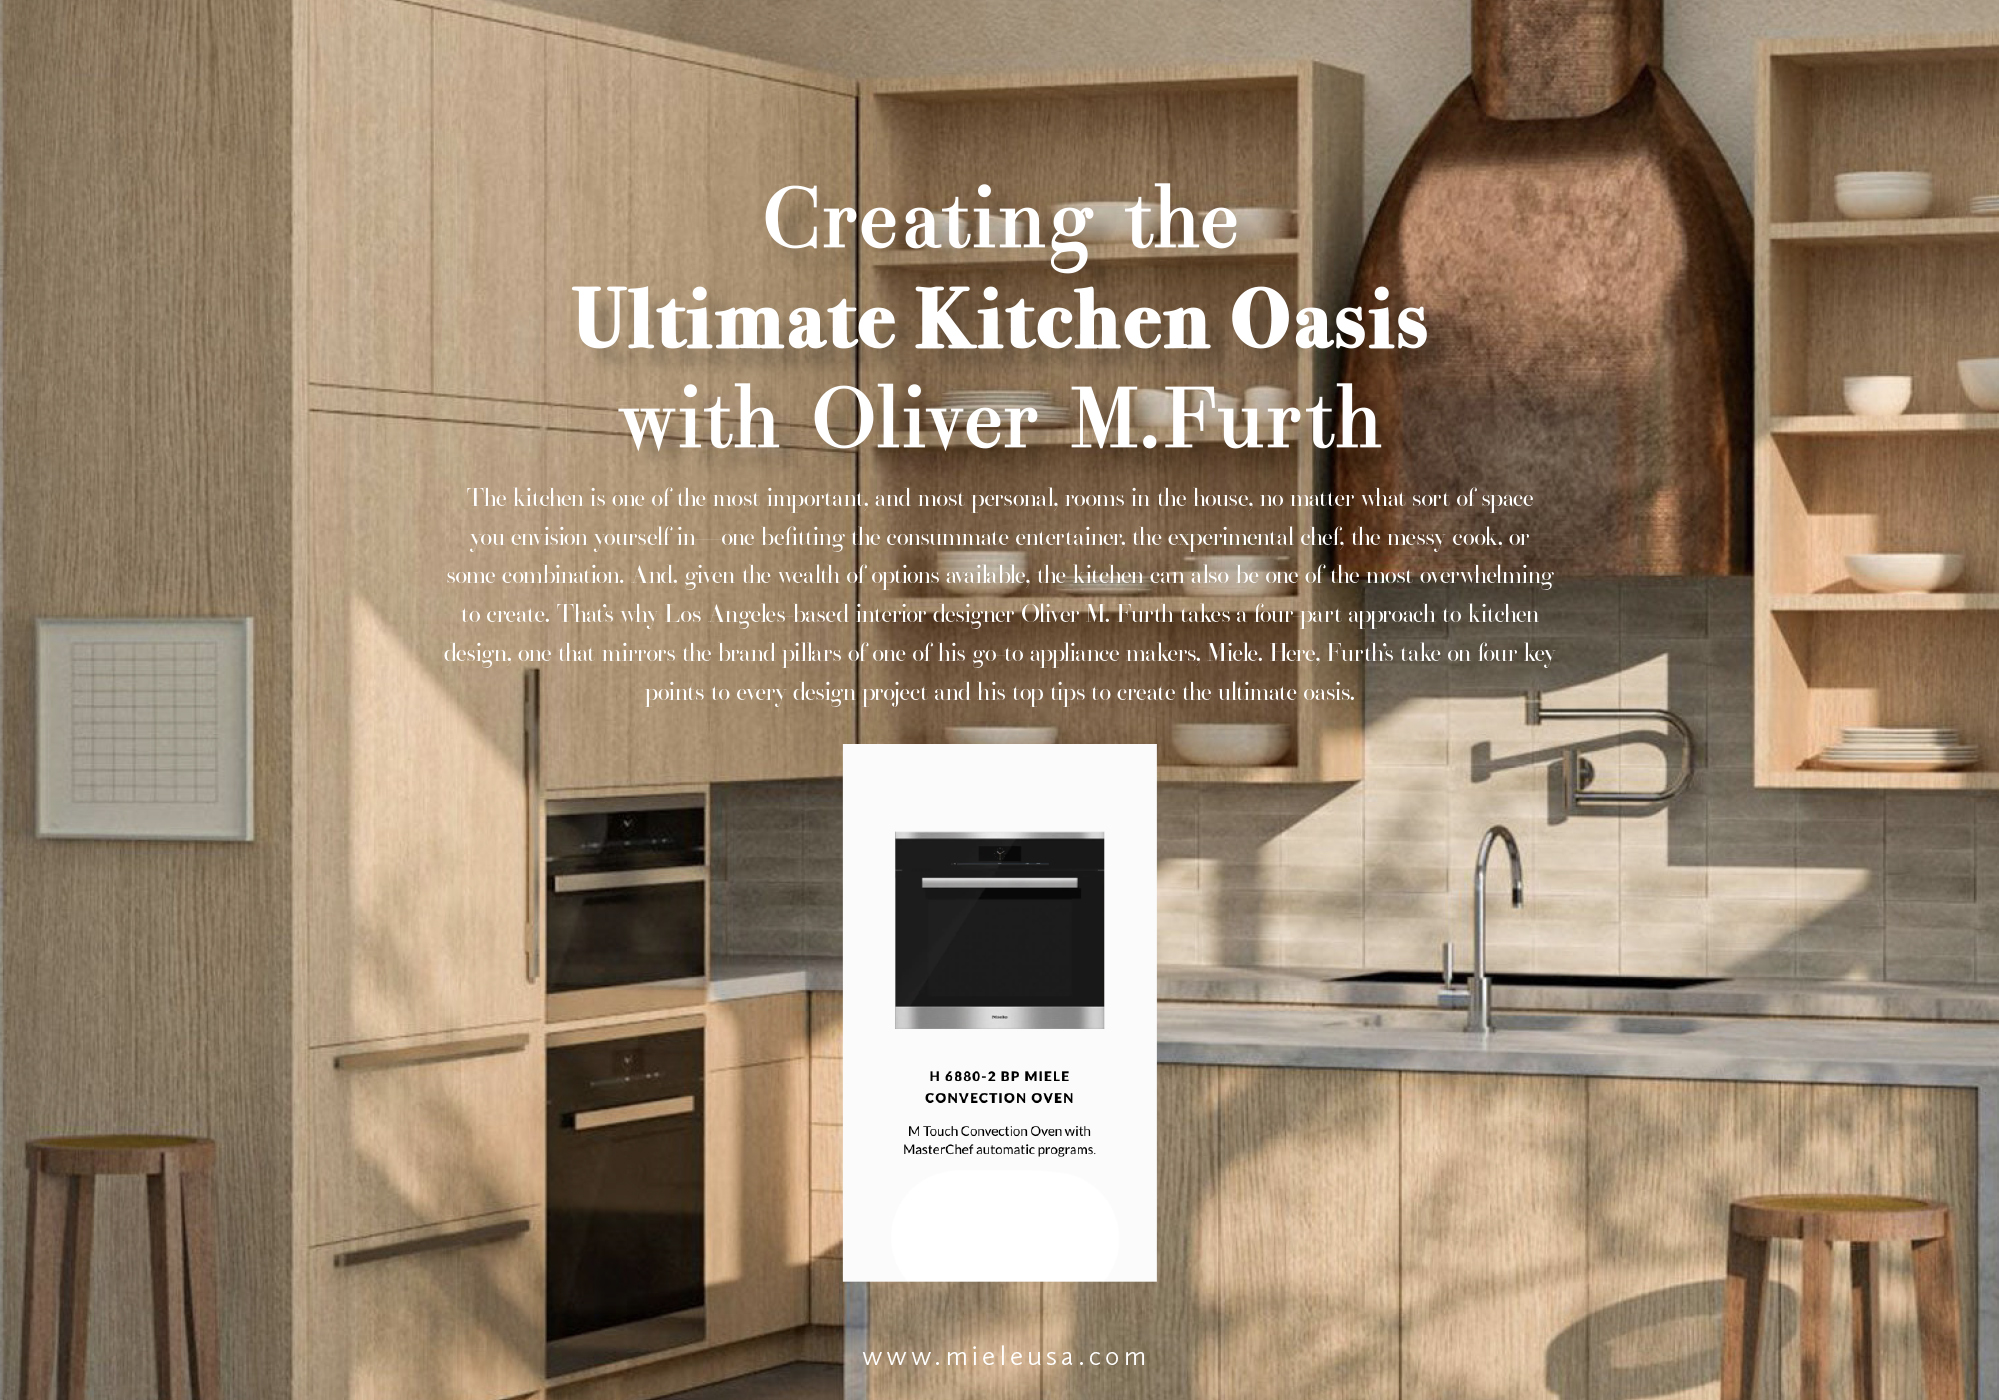 Creating the
Ultimate Kitchen Oasis
with Oliver M.Furth
The kitchen is one of the most important, and most personal, rooms in the house, no matter what sort of space
you envision yourself in—one befitting the consummate entertainer, the experimental chef, the messy cook, or
some combination. And, given the wealth of options available, the kitchen can also be one of the most overwhelming
to create. That's why Los Angeles-based interior designer Oliver M. Furth takes a four-part approach to kitchen
design, one that mirrors the brand pillars of one of his go-to appliance makers, Miele. Here, Furth's take on four key
points to every design project and his top tips to create the ultimate oasis.
Miele
H 6880-2 BP MIELE
CONVECTION OVEN
M Touch Convection Oven with
MasterChef automatic programs.
www.mieleusa.com